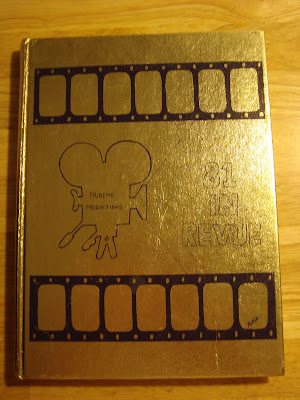 PRODUCTIONS
81
IN
REVUE